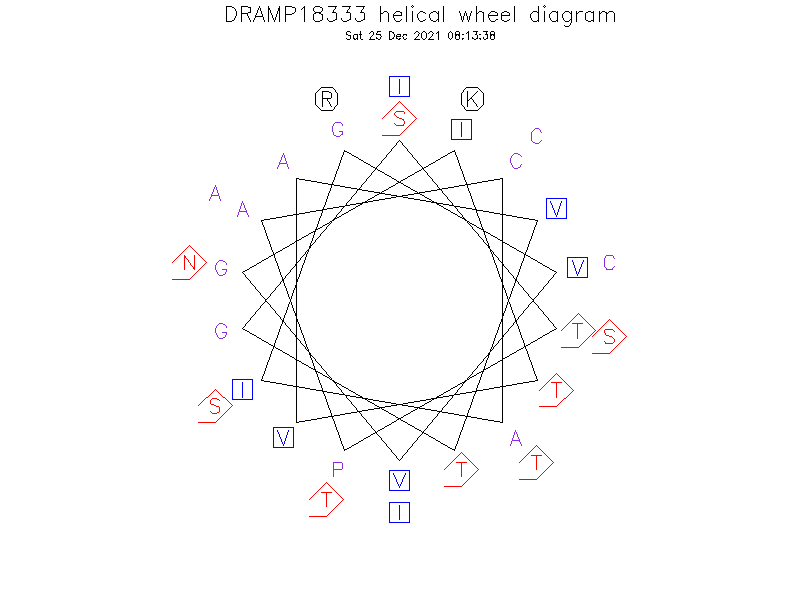 DRAMP18333 helical wheel diagram
Sat 25 Dec 2021 08:13:38
I
R K
S
G I
C
A C
A
A V
N G V C
G T S
S I T
V A
T
P T
V
T
I